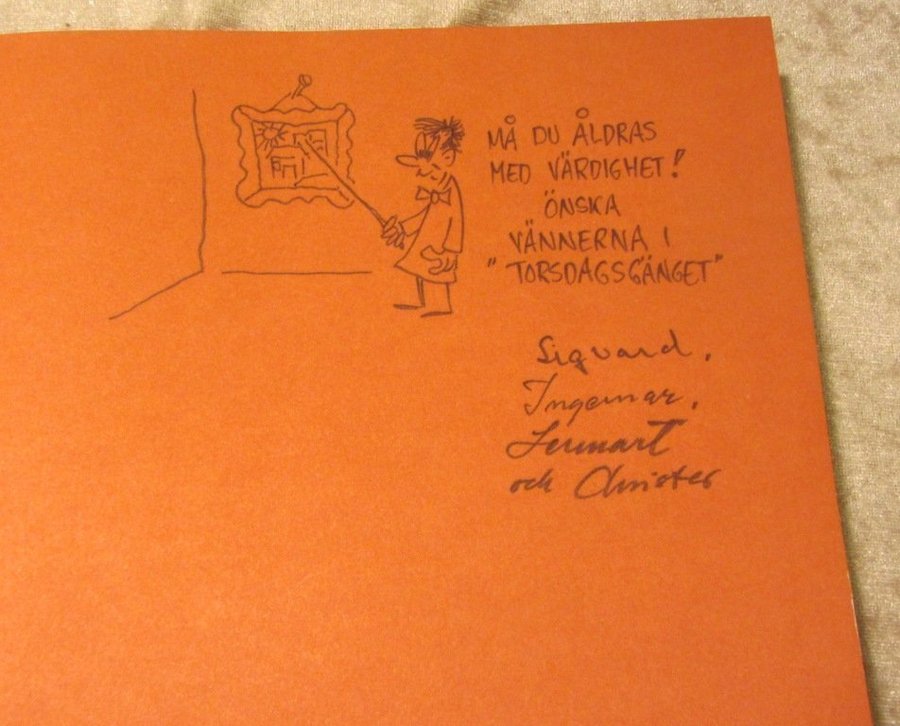 MÅ DU ÅLDRAS
MED VÄRDIGHET!
ÖNSKA
VÄNNERNA I
"TORSDAGSGÄNGET"
Sigvard,
Ingemar,
Lennart
och Christer